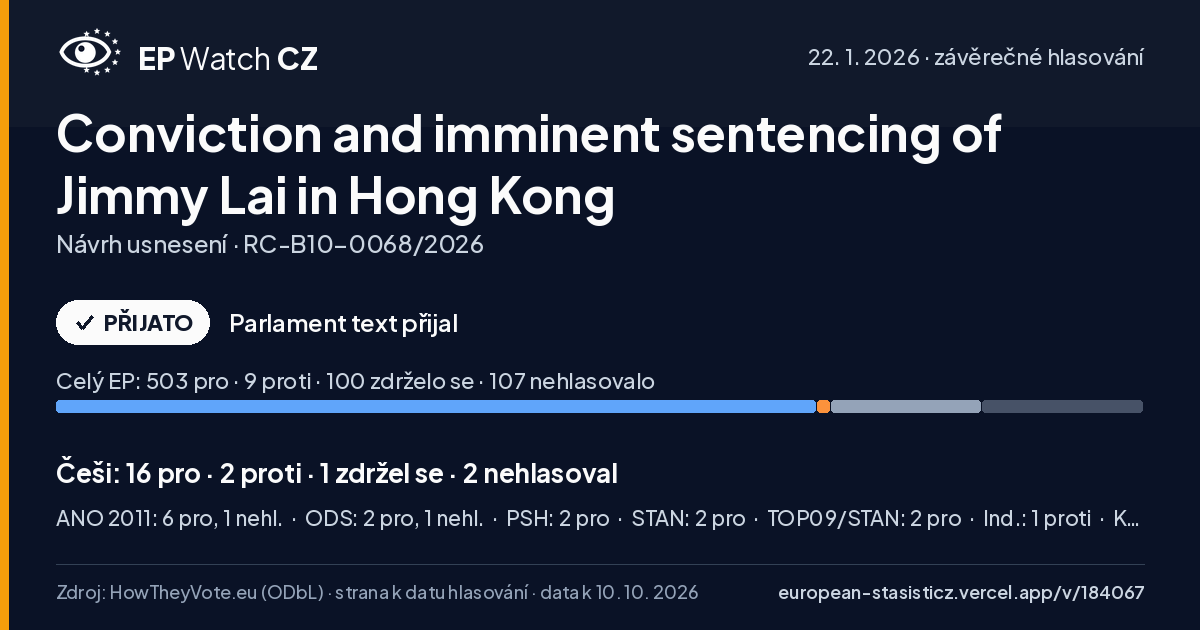 EP Watch CZ
22. 1. 2026 · závěrečné hlasování
Conviction and imminent sentencing of
Jimmy Lai in Hong Kong
Návrh usnesení · RC-B10-0068/2026
✓ PŘIJATO
Parlament text přijal
Celý EP: 503 pro · 9 proti · 100 zdrželo se · 107 nehlasovalo
Češi: 16 pro · 2 proti · 1 zdržel se · 2 nehlasoval
ANO 2011: 6 pro, 1 nehl. · ODS: 2 pro, 1 nehl. · PSH: 2 pro · STAN: 2 pro · TOP09/STAN: 2 pro · Ind.: 1 proti · K…
Zdroj: HowTheyVote.eu (ODbL) · strana k datu hlasování · data k 10. 10. 2026
european-stasisticz.vercel.app/v/184067